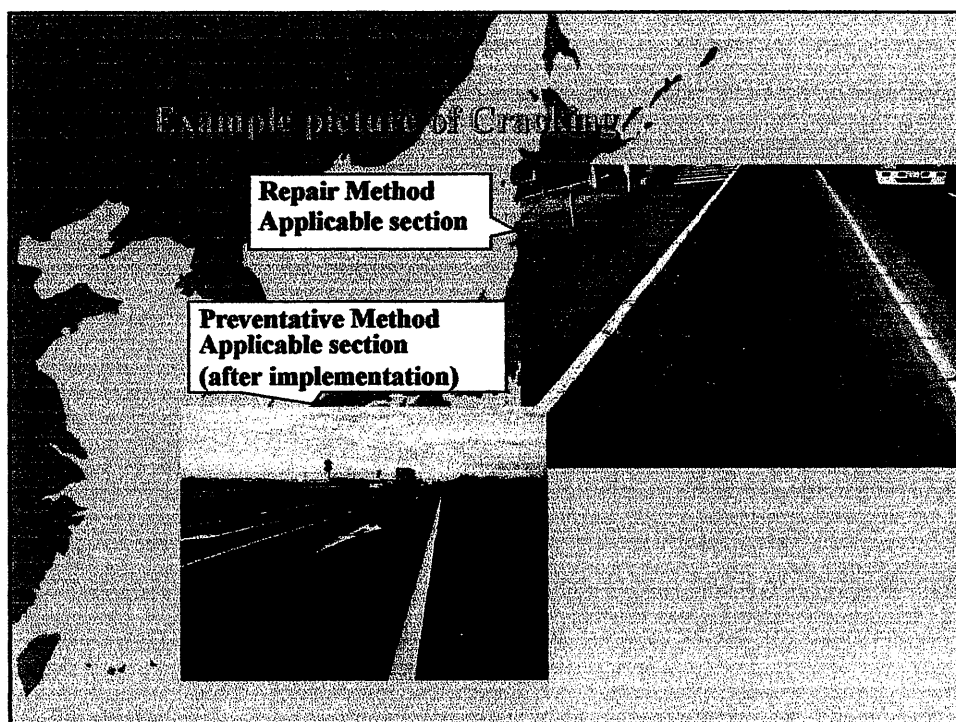 Example picture of Cracking
Repair Method
Applicable section
Preventative Method
Applicable section
(after implementation)